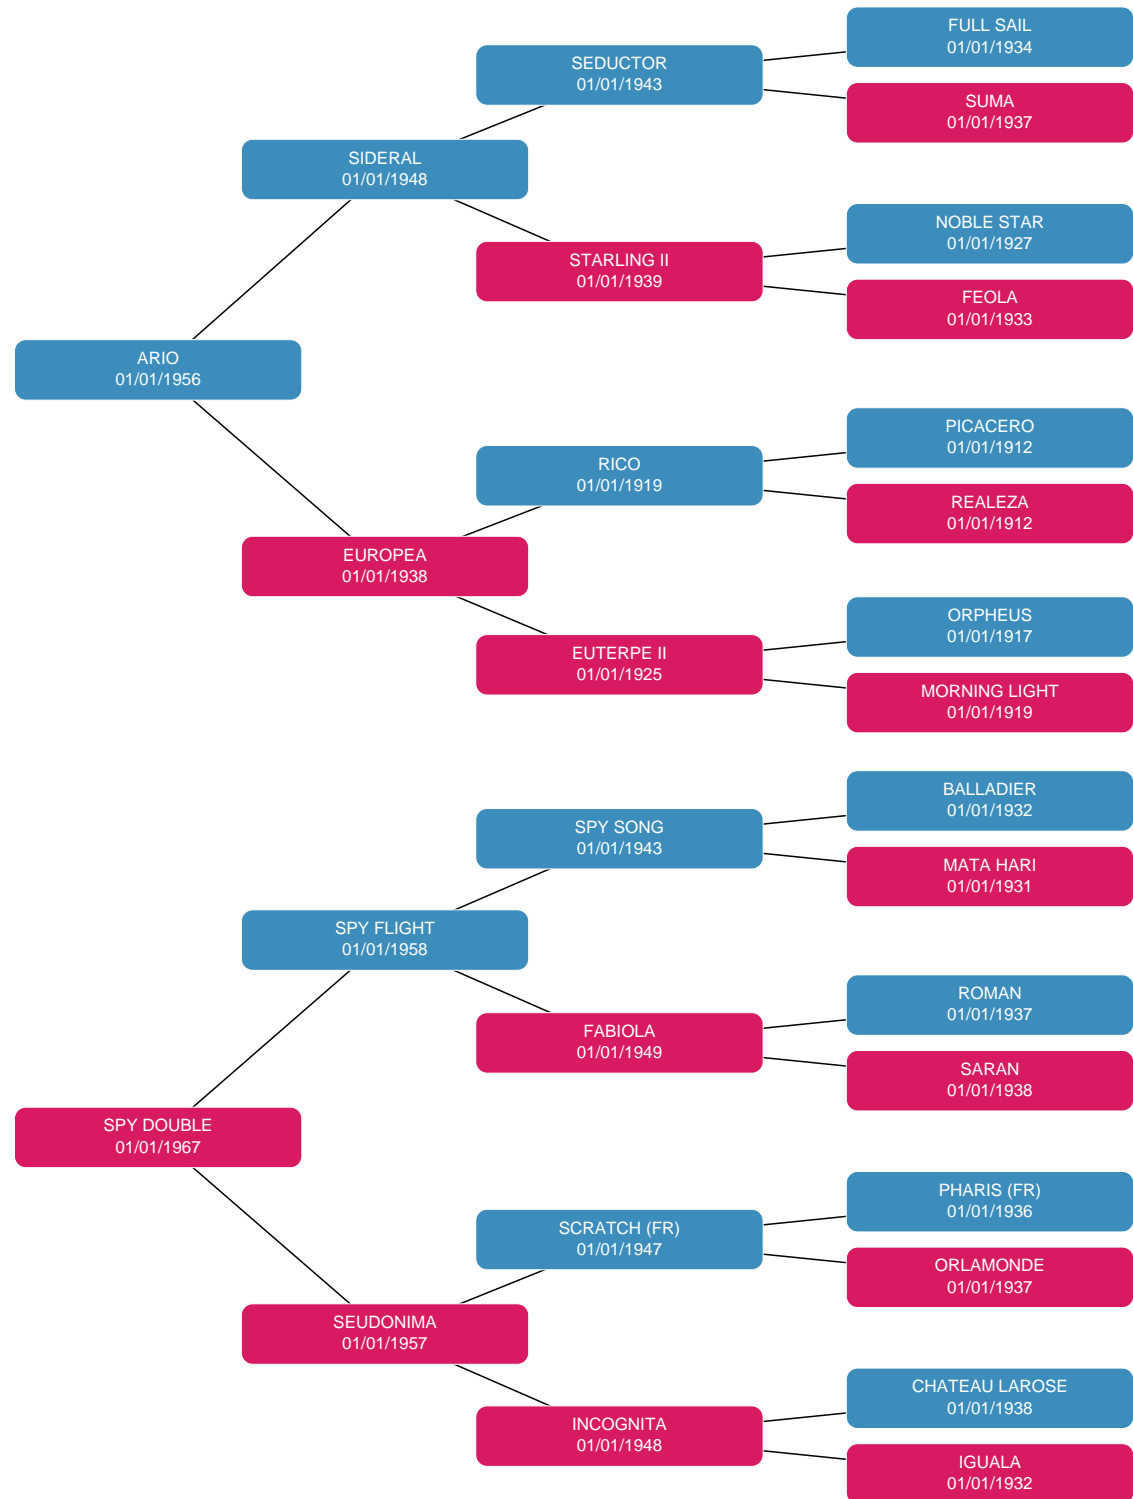 FULL SAIL
01/01/1934
SEDUCTOR
01/01/1943
SUMA
01/01/1937
SIDERAL
01/01/1948
NOBLE STAR
01/01/1927
STARLING II
01/01/1939
FEOLA
01/01/1933
ARIO
01/01/1956
PICACERO
01/01/1912
RICO
01/01/1919
REALEZA
01/01/1912
EUROPEA
01/01/1938
ORPHEUS
01/01/1917
EUTERPE II
01/01/1925
MORNING LIGHT
01/01/1919
BALLADIER
01/01/1932
SPY SONG
01/01/1943
MATA HARI
01/01/1931
SPY FLIGHT
01/01/1958
ROMAN
01/01/1937
FABIOLA
01/01/1949
SARAN
01/01/1938
SPY DOUBLE
01/01/1967
PHARIS (FR)
01/01/1936
SCRATCH (FR)
01/01/1947
ORLAMONDE
01/01/1937
SEUDONIMA
01/01/1957
CHATEAU LAROSE
01/01/1938
INCOGNITA
01/01/1948
IGUALA
01/01/1932